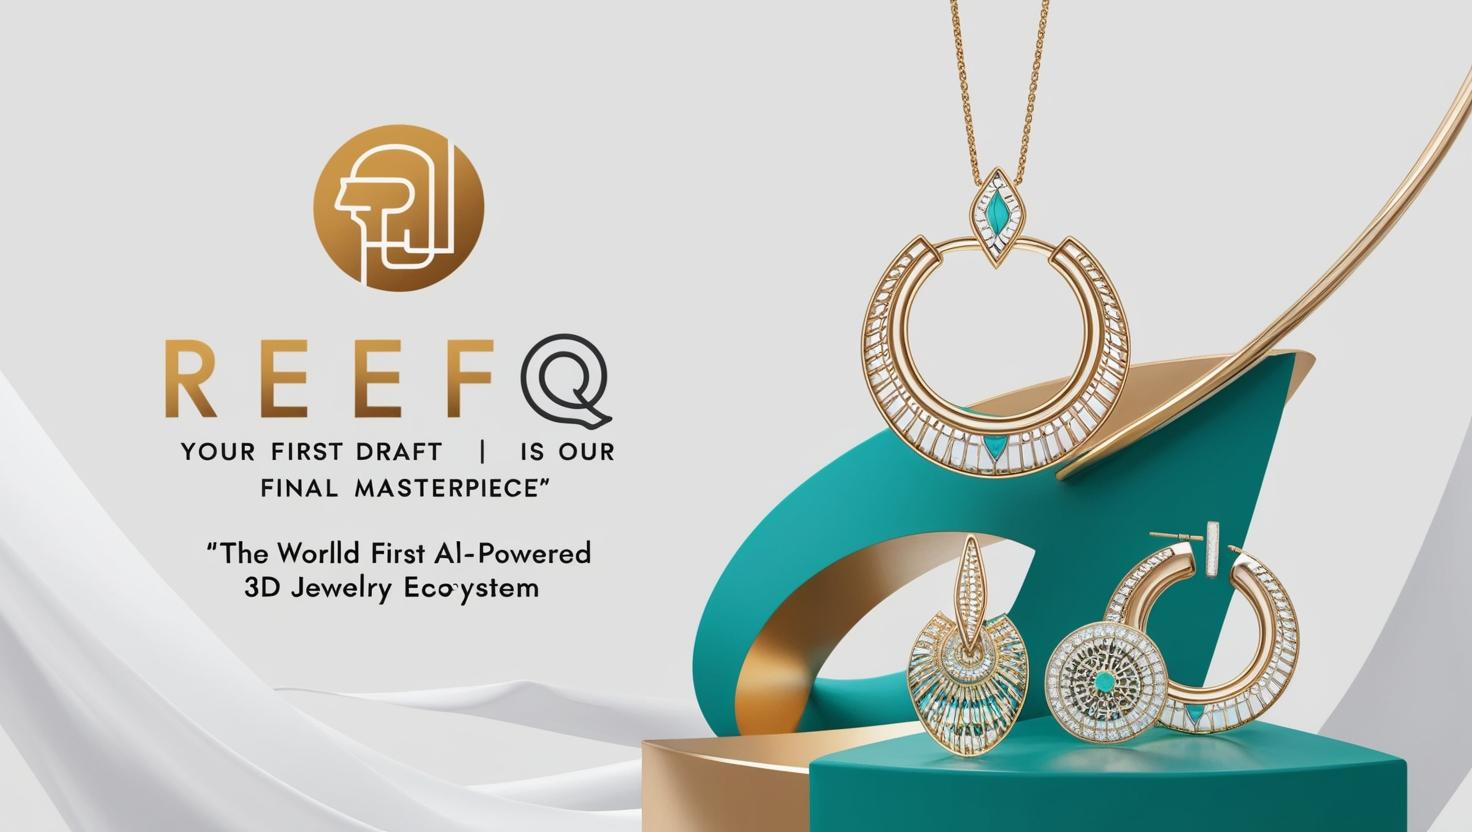 REEFQ
YOUR FIRST DRAFT | IS OUR
FINAL MASTERPIECE”
“The Worlld First AI-Powered
3D Jewelry Ecoystem